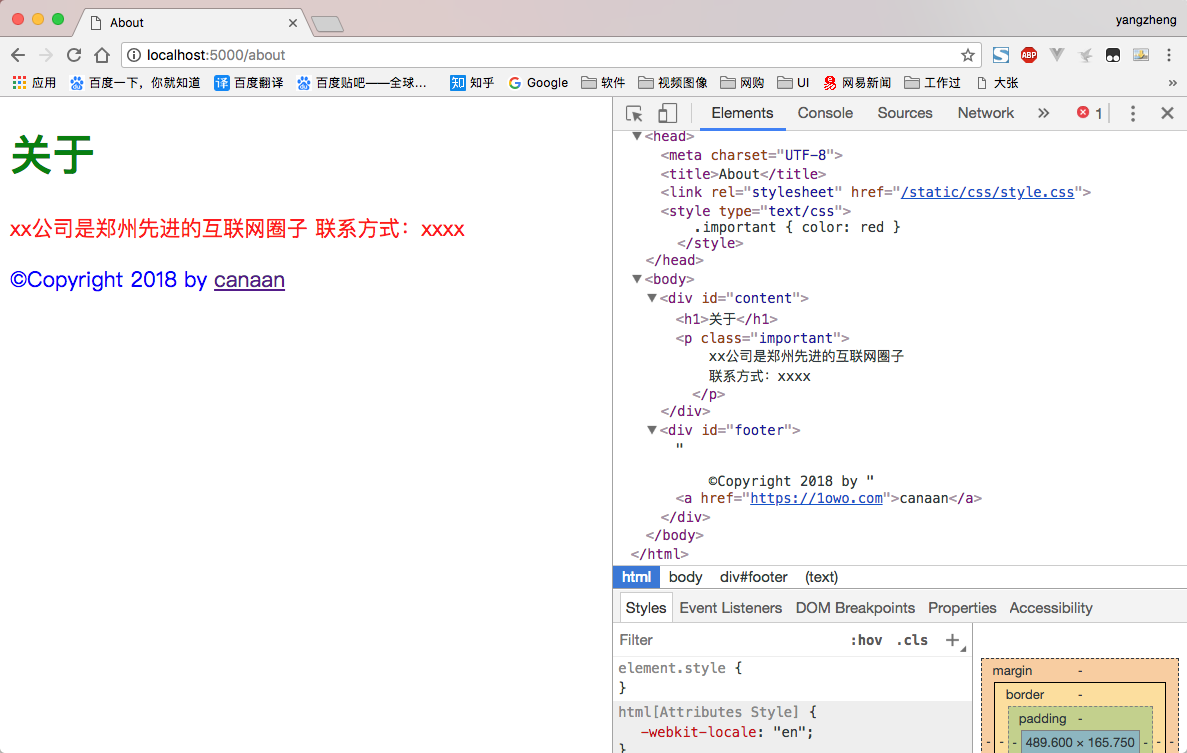 About
yangzheng
localhost:5000/about
ABP
应用 百度一下，你就知道 译 百度翻译 百度贴吧——全球... 知 知乎 Google 软件 视频图像 网购 UI 易 网易新闻 工作过 大张 »
Elements Console Sources Network » 1
关于
xx公司是郑州先进的互联网圈子 联系方式：xxxx
©Copyright 2018 by canaan
<head>
<meta charset="UTF-8">
<title>About</title>
<link rel="stylesheet" href="/static/css/style.css">
<style type="text/css">
.important { color: red }
</style>
</head>
<body>
<div id="content">
<h1>关于</h1>
<p class="important">
xx公司是郑州先进的互联网圈子
联系方式：xxxx
</p>
</div>
<div id="footer">
"
©Copyright 2018 by "
<a href="https://1owo.com">canaan</a>
</div>
</body>
</html>
html body div#footer (text)
Styles Event Listeners DOM Breakpoints Properties Accessibility
Filter :hov .cls +
element.style {
}
html[Attributes Style] {
-webkit-locale: "en";
}
margin -
border -
padding -
- - - 489.600 × 165.750 - - -